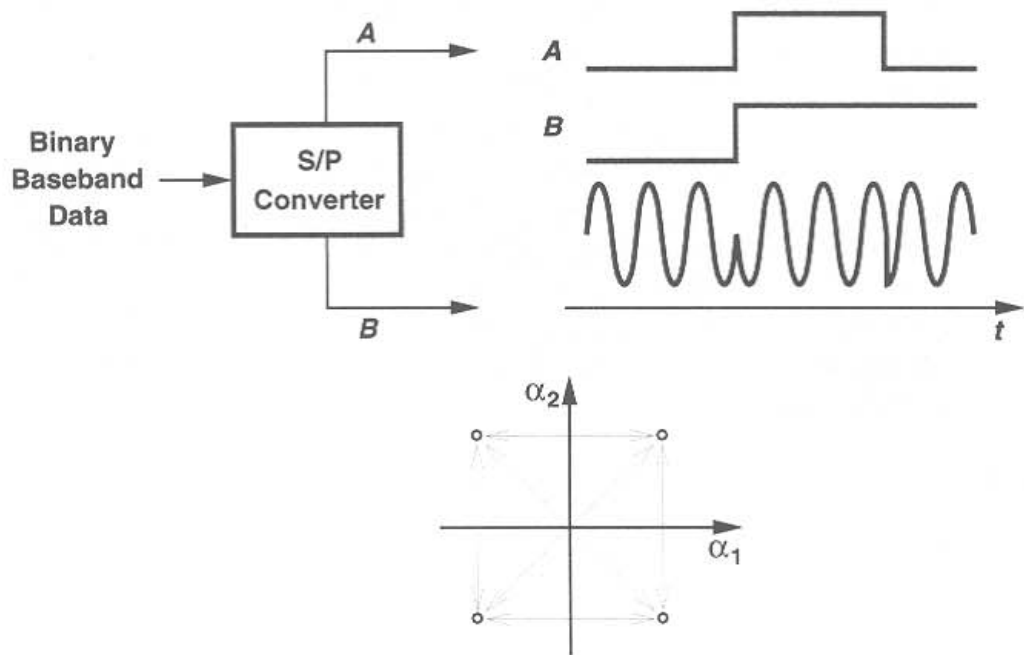 A
Binary
Baseband
Data
S/P
Converter
B
A
B
t
α₂
α₁